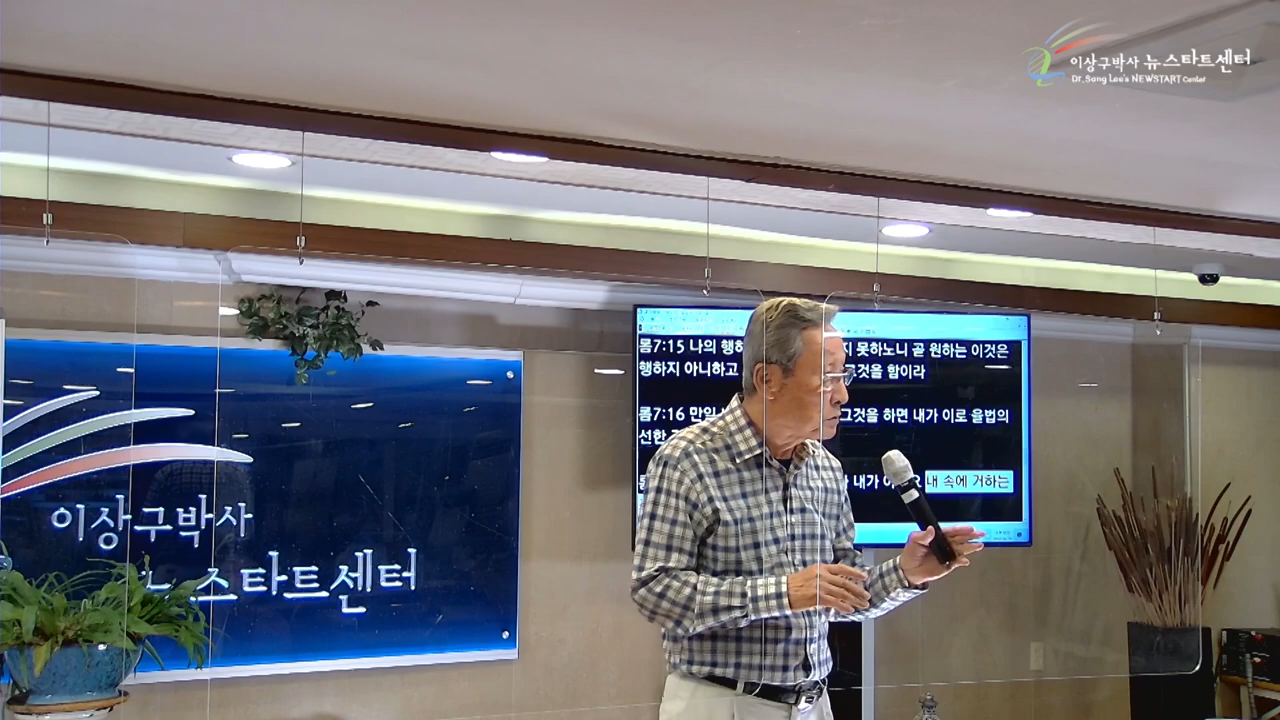 이상구박사 뉴스타트센터
Dr. Sang Lee's NEWSTART Center
롬7:15 나의 행하 지 못하노니 곧 원하는 이것은
행하지 아니하고 그것을 함이라
롬7:16 만일 그것을 하면 내가 이로 율법의
선한
내가 내 속에 거하는
이상구박사
스타트센터